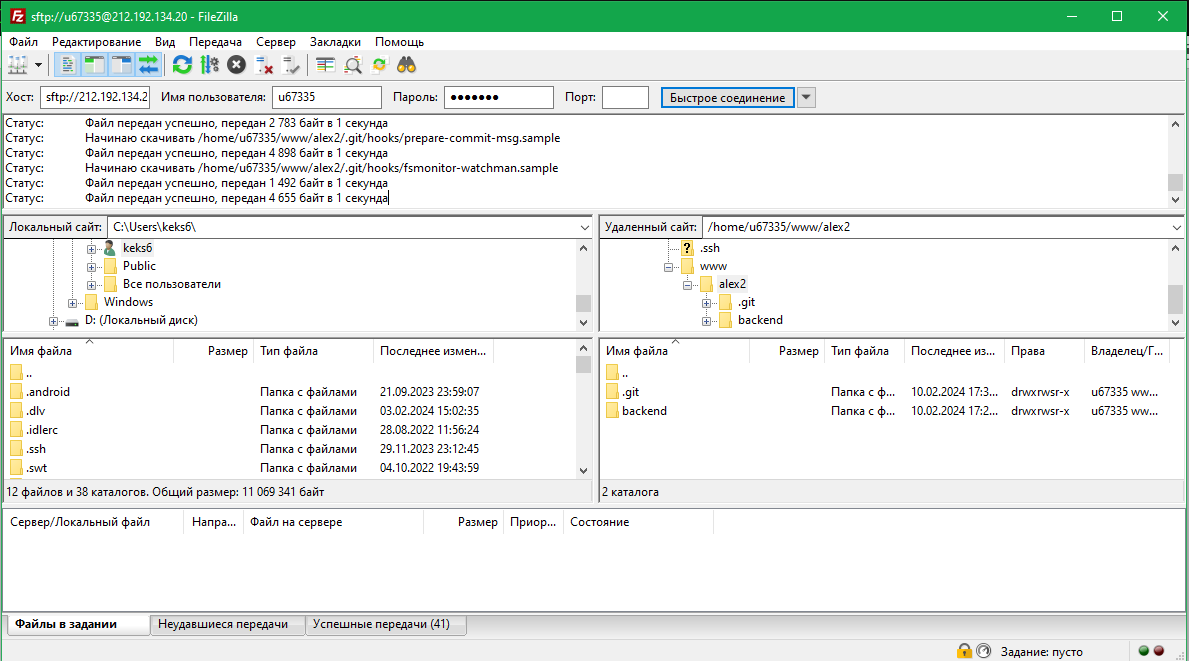 sftp://u67335@212.192.134.20 - FileZilla
Файл Редактирование Вид Передача Сервер Закладки Помощь
Хост: sftp://212.192.134.2 Имя пользователя: u67335 Пароль: ●●●●●●● Порт: Быстрое соединение
Статус: Файл передан успешно, передан 2 783 байт в 1 секунда
Статус: Начинаю скачивать /home/u67335/www/alex2/.git/hooks/prepare-commit-msg.sample
Статус: Файл передан успешно, передан 4 898 байт в 1 секунда
Статус: Начинаю скачивать /home/u67335/www/alex2/.git/hooks/fsmonitor-watchman.sample
Статус: Файл передан успешно, передан 1 492 байт в 1 секунда
Статус: Файл передан успешно, передан 4 655 байт в 1 секунда
Локальный сайт: C:\Users\keks6\
keks6
Public
Все пользователи
Windows
D: (Локальный диск)
Удаленный сайт: /home/u67335/www/alex2
? .ssh
www
alex2
.git
backend
Имя файла Размер Тип файла Последнее измен...
..
.android Папка с файлами 21.09.2023 23:59:07
.dlv Папка с файлами 03.02.2024 15:02:35
.idlerc Папка с файлами 28.08.2022 11:56:24
.ssh Папка с файлами 29.11.2023 23:12:45
.swt Папка с файлами 04.10.2022 19:43:59
12 файлов и 38 каталогов. Общий размер: 11 069 341 байт
Имя файла Размер Тип файла Последнее из... Права Владелец/Г...
..
.git Папка с ф... 10.02.2024 17:3... drwxrwsr-x u67335 ww...
backend Папка с ф... 10.02.2024 17:2... drwxrwsr-x u67335 ww...
2 каталога
Сервер/Локальный файл Напра... Файл на сервере Размер Приор... Состояние
Файлы в задании Неудавшиеся передачи Успешные передачи (41)
Задание: пусто